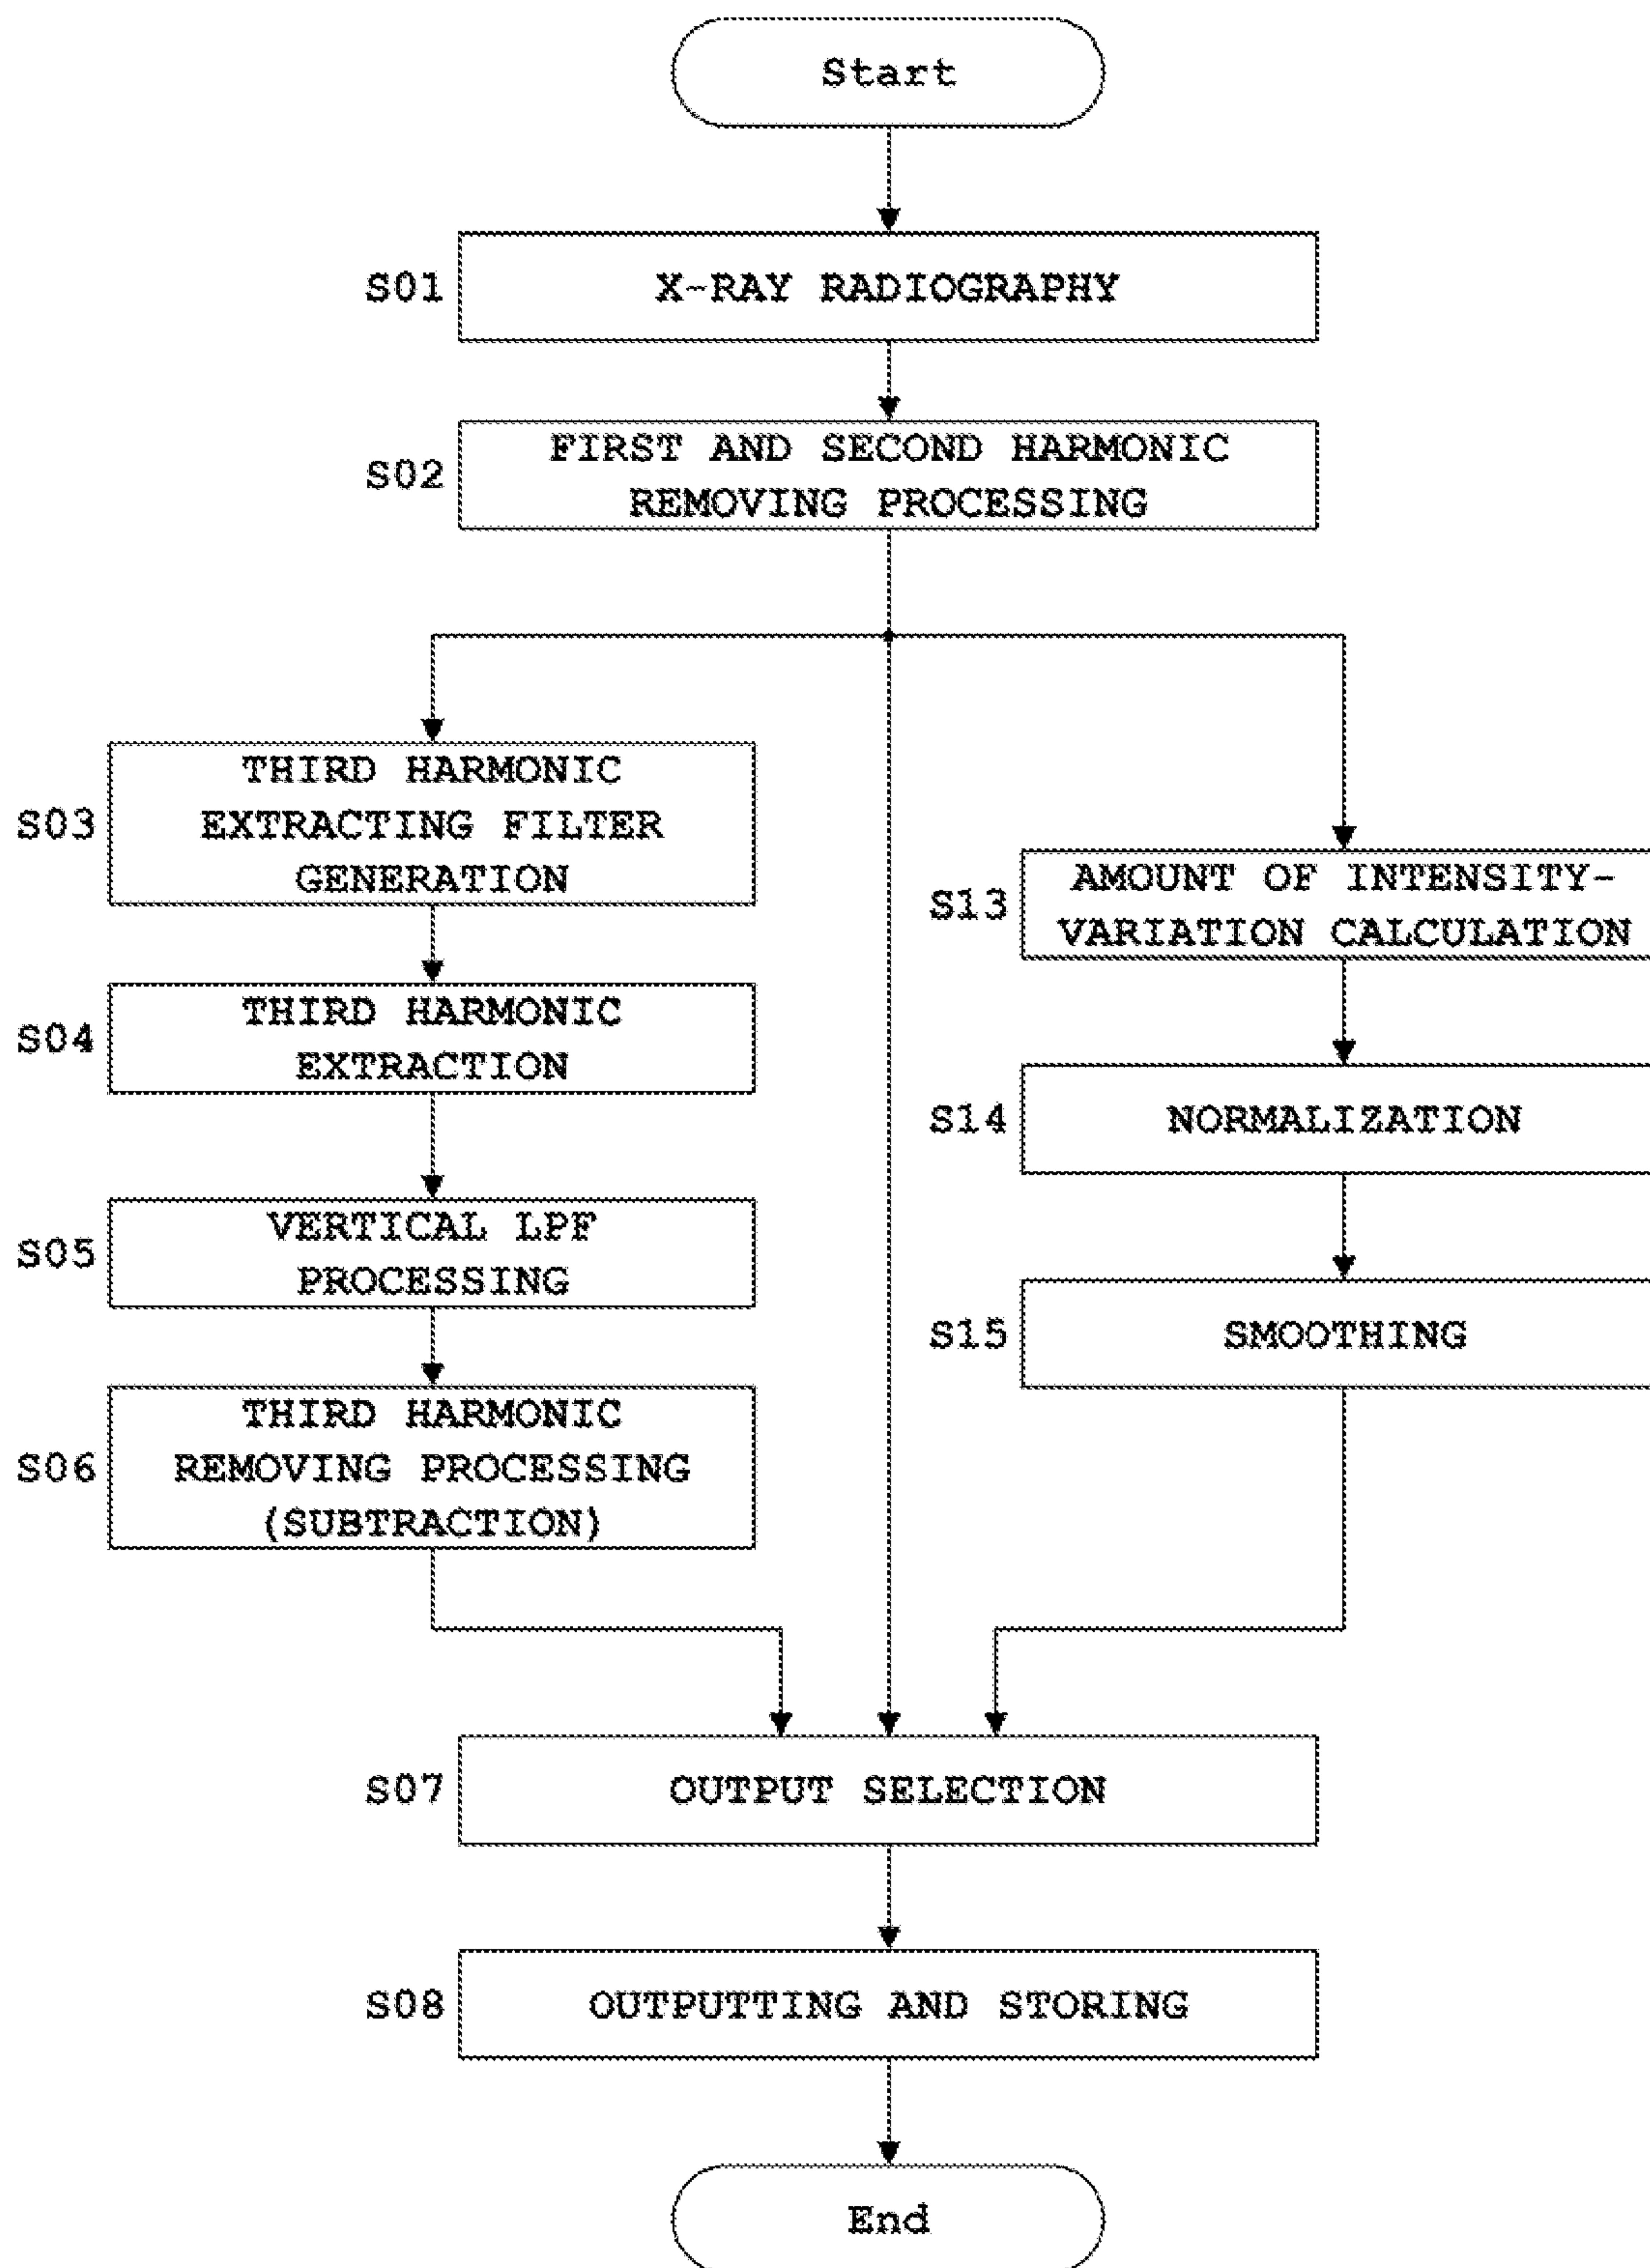 Start
S01
X-RAY RADIOGRAPHY
S02
FIRST AND SECOND HARMONIC
REMOVING PROCESSING
S03
THIRD HARMONIC
EXTRACTING FILTER
GENERATION
S04
THIRD HARMONIC
EXTRACTION
S05
VERTICAL LPF
PROCESSING
S06
THIRD HARMONIC
REMOVING PROCESSING
(SUBTRACTION)
S13
AMOUNT OF INTENSITY-
VARIATION CALCULATION
S14
NORMALIZATION
S15
SMOOTHING
S07
OUTPUT SELECTION
S08
OUTPUTTING AND STORING
End